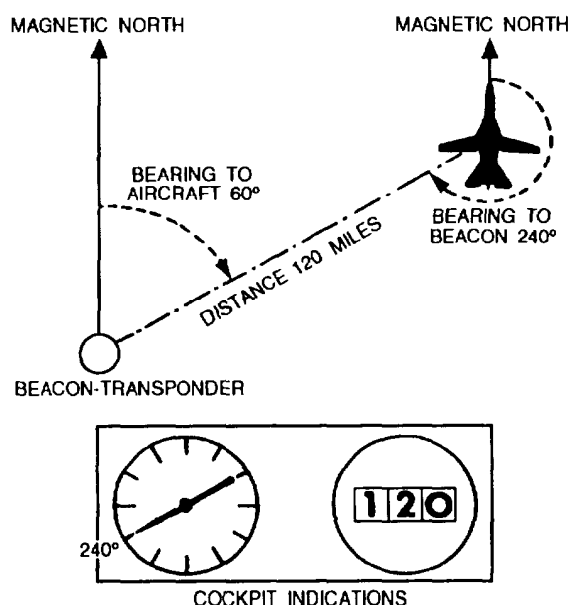 MAGNETIC NORTH
MAGNETIC NORTH
BEARING TO
AIRCRAFT 60°
BEARING TO
BEACON 240°
DISTANCE 120 MILES
BEACON-TRANSPONDER
240°
120
COCKPIT INDICATIONS